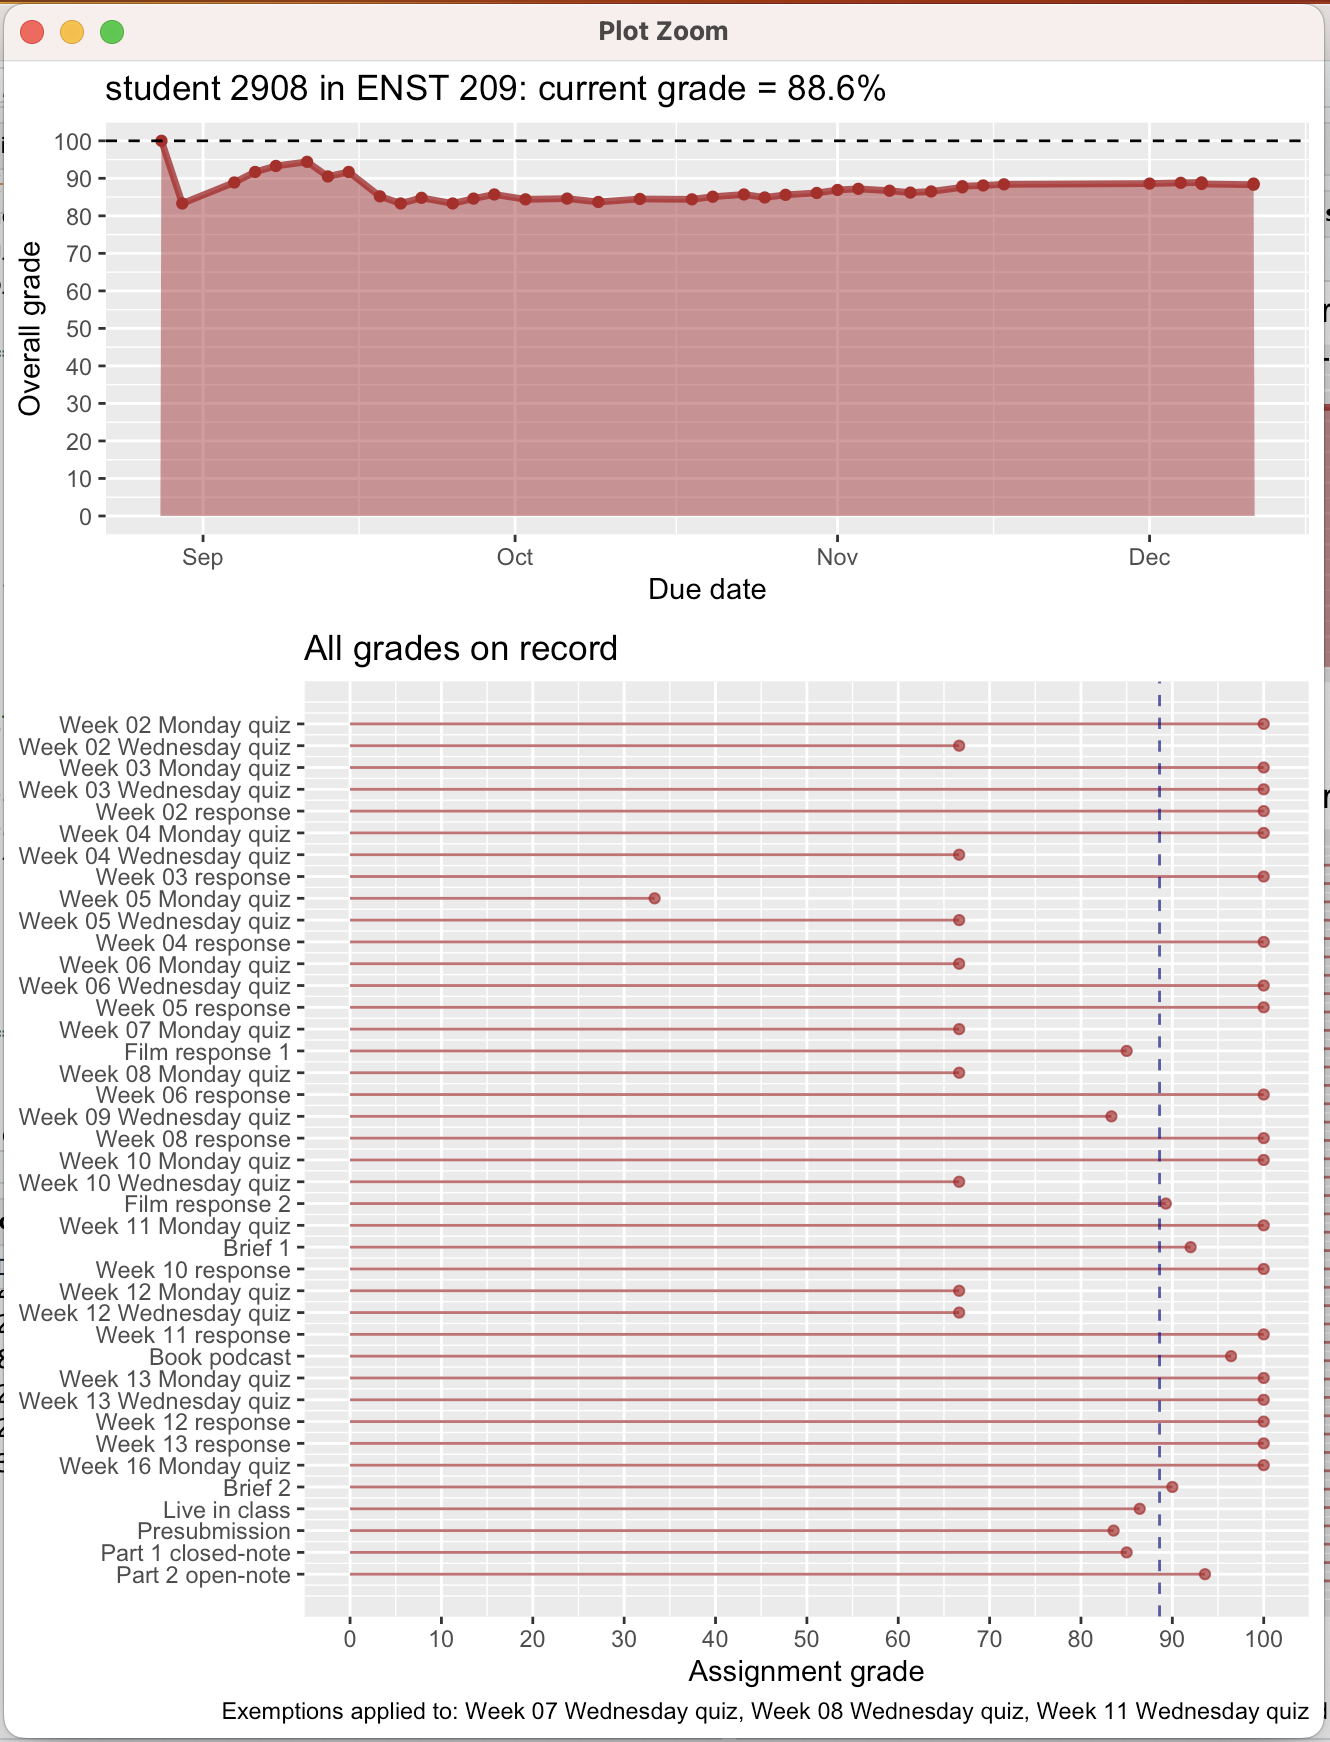 Plot Zoom
student 2908 in ENST 209: current grade = 88.6%
100
90
80
70
60
50
40
30
20
10
0
Overall grade
Sep Oct Nov Dec
Due date
All grades on record
Week 02 Monday quiz
Week 02 Wednesday quiz
Week 03 Monday quiz
Week 03 Wednesday quiz
Week 02 response
Week 04 Monday quiz
Week 04 Wednesday quiz
Week 03 response
Week 05 Monday quiz
Week 05 Wednesday quiz
Week 04 response
Week 06 Monday quiz
Week 06 Wednesday quiz
Week 05 response
Week 07 Monday quiz
Film response 1
Week 08 Monday quiz
Week 06 response
Week 09 Wednesday quiz
Week 08 response
Week 10 Monday quiz
Week 10 Wednesday quiz
Film response 2
Week 11 Monday quiz
Brief 1
Week 10 response
Week 12 Monday quiz
Week 12 Wednesday quiz
Week 11 response
Book podcast
Week 13 Monday quiz
Week 13 Wednesday quiz
Week 12 response
Week 13 response
Week 16 Monday quiz
Brief 2
Live in class
Presubmission
Part 1 closed-note
Part 2 open-note
0 10 20 30 40 50 60 70 80 90 100
Assignment grade
Exemptions applied to: Week 07 Wednesday quiz, Week 08 Wednesday quiz, Week 11 Wednesday quiz